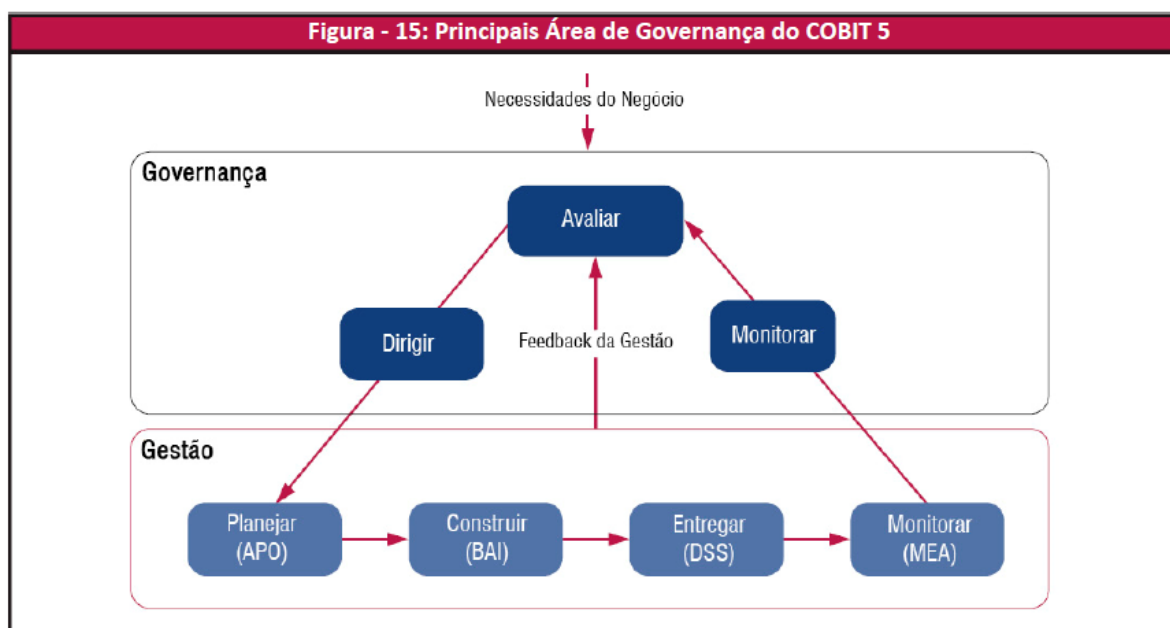 Figura - 15: Principais Área de Governança do COBIT 5
Necessidades do Negócio
Governança
Avaliar
Dirigir
Feedback da Gestão
Monitorar
Gestão
Planejar
(APO)
Construir
(BAI)
Entregar
(DSS)
Monitorar
(MEA)